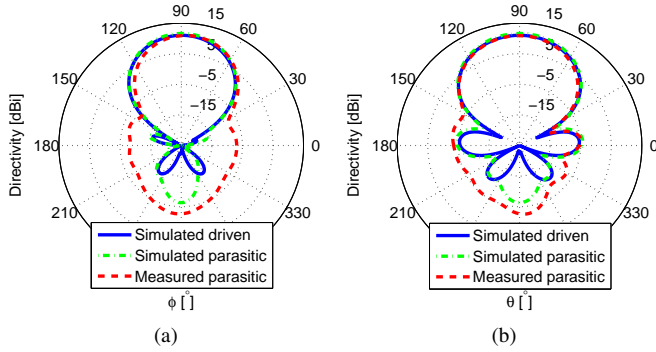 90 15
120 60
5
150 −5 30
−15
180 0
210 330
Directivity [dBi]
Simulated driven
Simulated parasitic
Measured parasitic
ϕ [°]
(a)
90 15
120 60
5
150 −5 30
−15
180 0
210 330
Directivity [dBi]
Simulated driven
Simulated parasitic
Measured parasitic
θ [°]
(b)